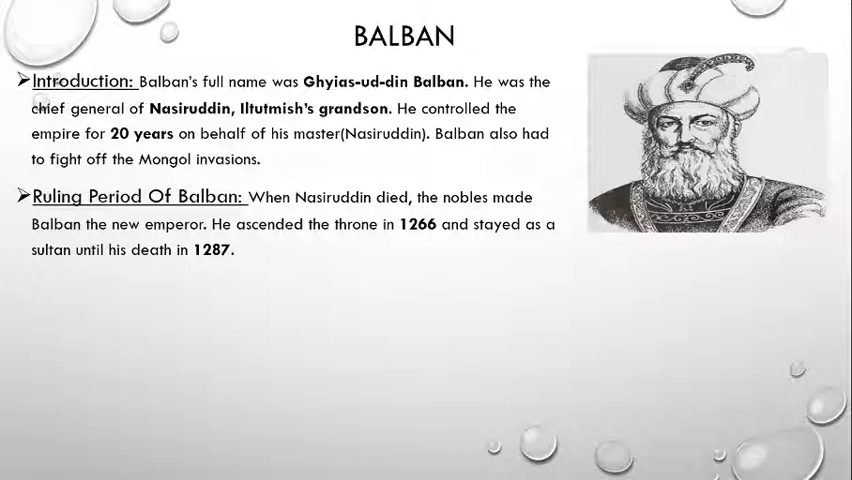 BALBAN
➢Introduction: Balban's full name was Ghyias-ud-din Balban. He was the
chief general of Nasiruddin, Iltutmish's grandson. He controlled the
empire for 20 years on behalf of his master(Nasiruddin). Balban also had
to fight off the Mongol invasions.
➢Ruling Period Of Balban: When Nasiruddin died, the nobles made
Balban the new emperor. He ascended the throne in 1266 and stayed as a
sultan until his death in 1287.